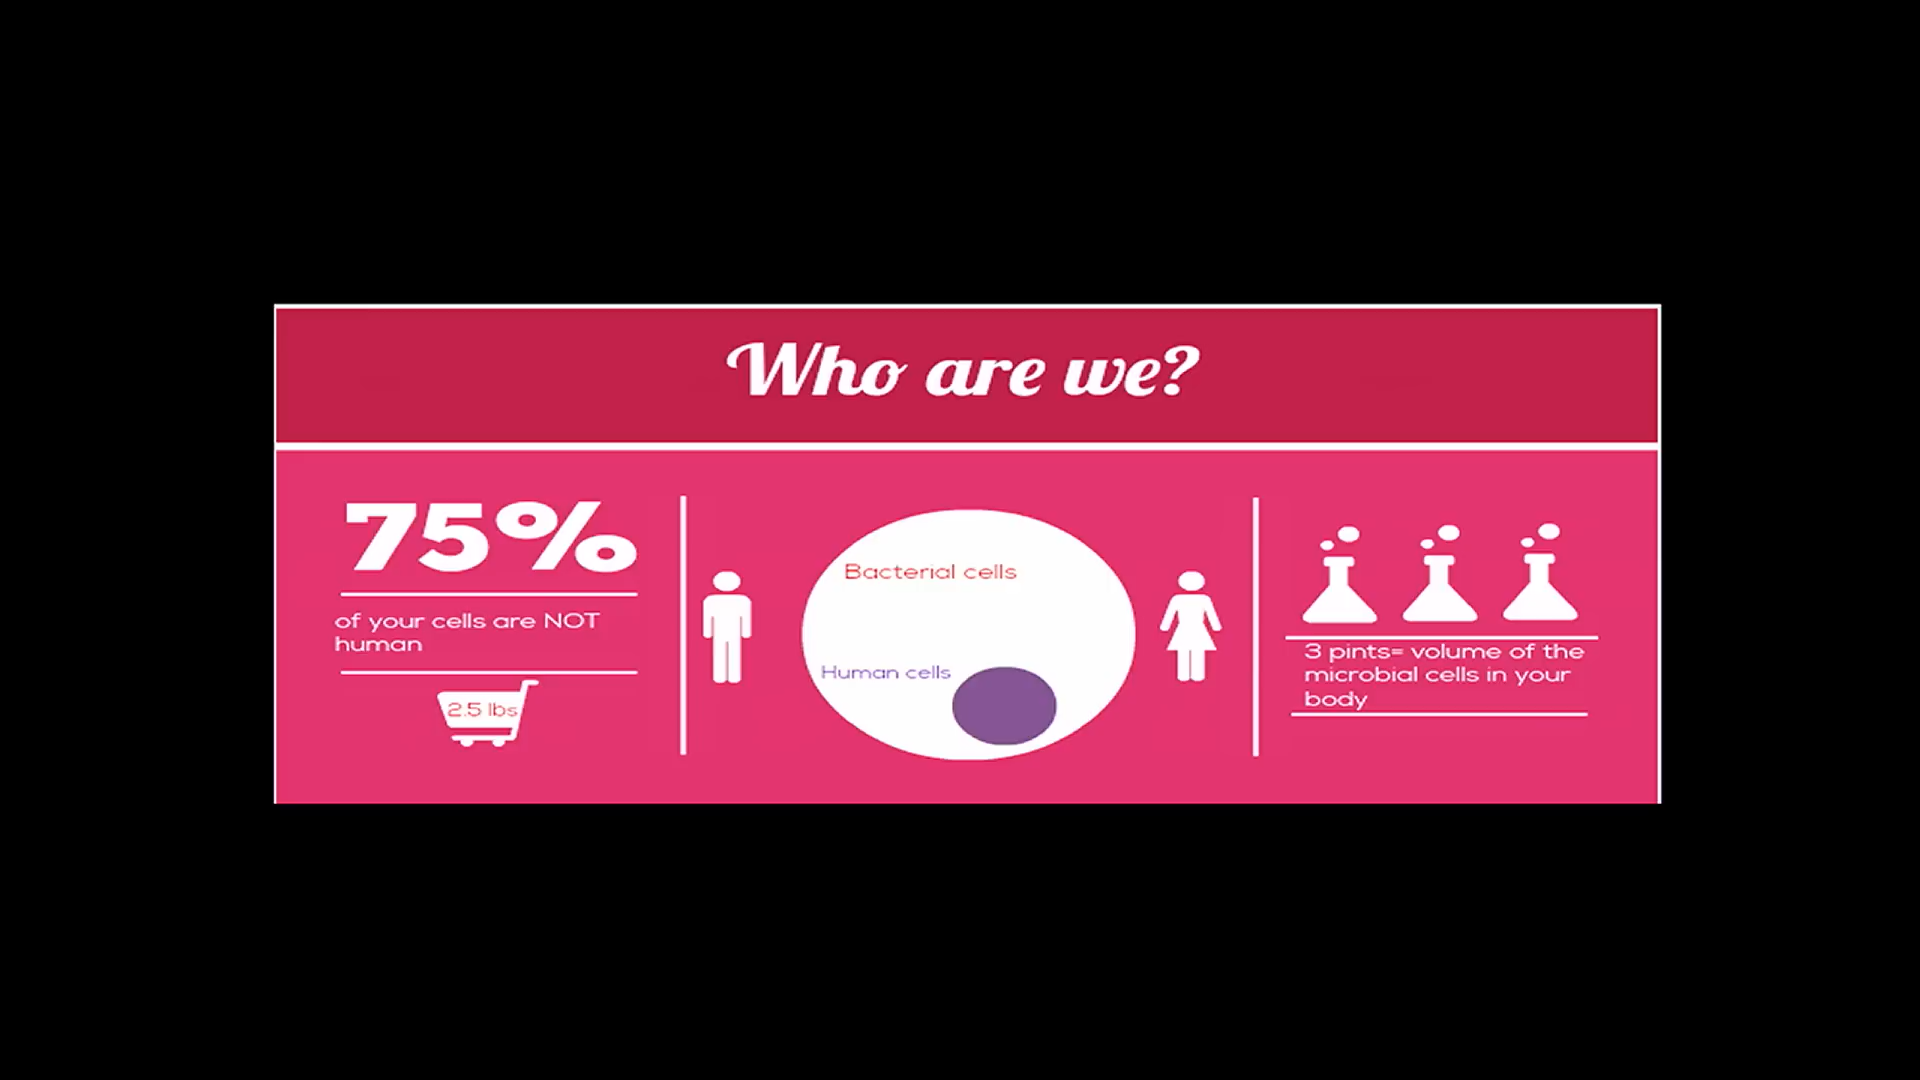 Who are we?
75%
of your cells are NOT
human
2.5 lbs
Bacterial cells
Human cells
3 pints= volume of the
microbial cells in your
body